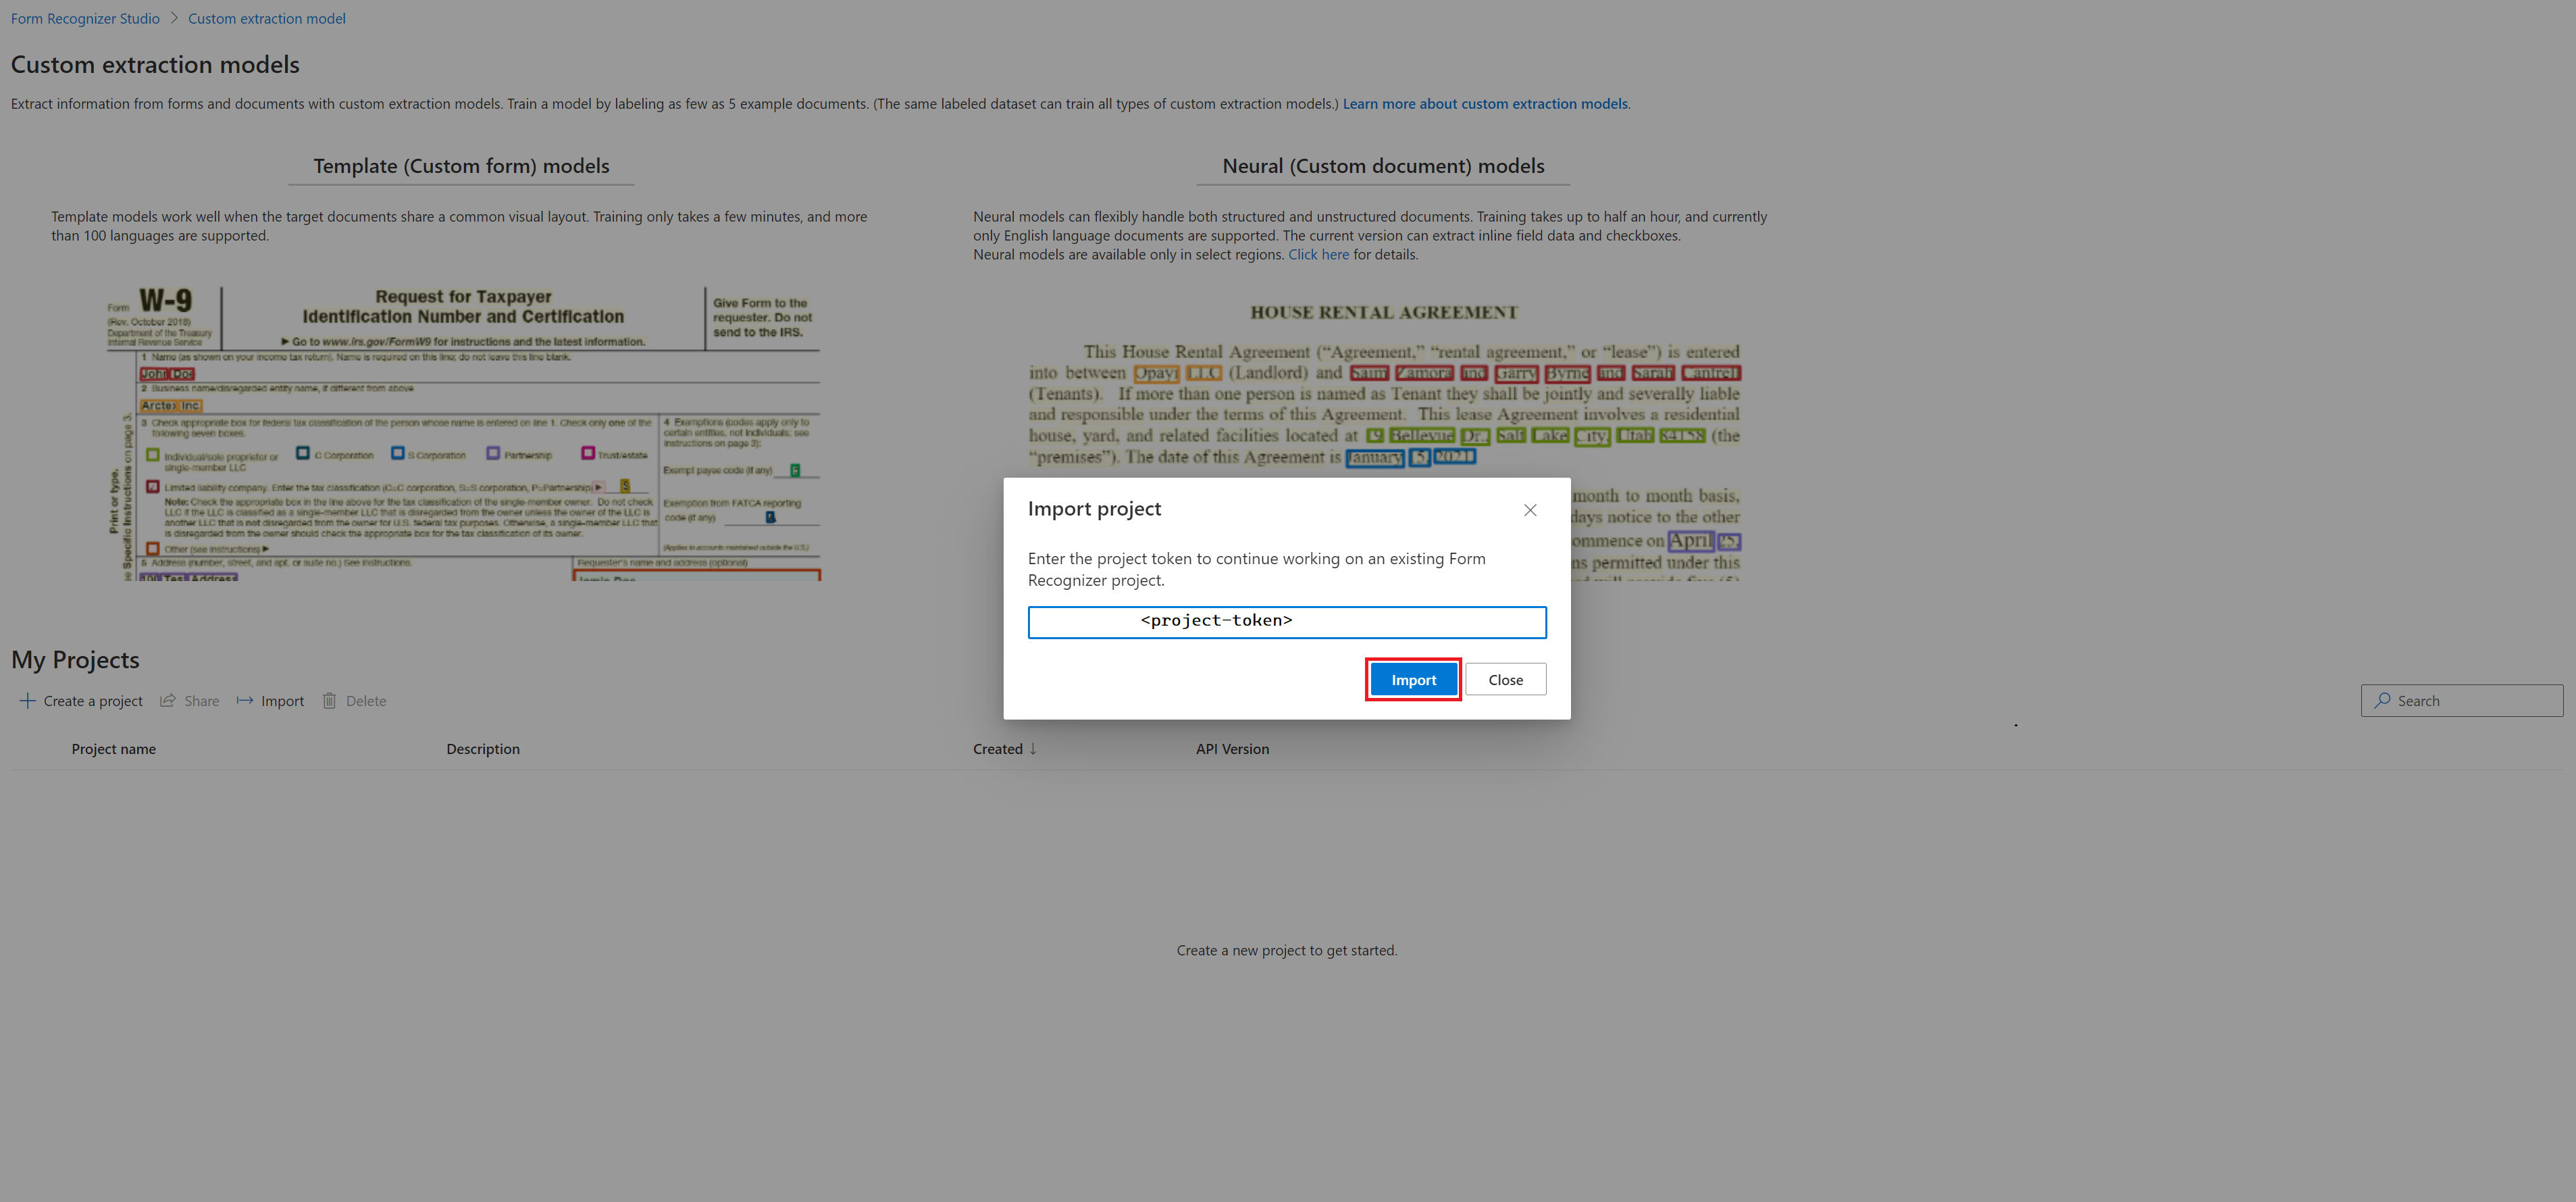 Form Recognizer Studio > Custom extraction model
Custom extraction models
Extract information from forms and documents with custom extraction models. Train a model by labeling as few as 5 example documents. (The same labeled dataset can train all types of custom extraction models.) Learn more about custom extraction models.
Template (Custom form) models
Template models work well when the target documents share a common visual layout. Training only takes a few minutes, and more
than 100 languages are supported.
Form W-9
(Rev. October 2018)
Department of the Treasury
Internal Revenue Service
Request for Taxpayer
Identification Number and Certification
► Go to www.irs.gov/FormW9 for instructions and the latest information.
Give Form to the
requester. Do not
send to the IRS.
Print or type.
Specific Instructions on page 3.
1 Name (as shown on your income tax return). Name is required on this line; do not leave this line blank.
John Doe
2 Business name/disregarded entity name, if different from above
Arctex Inc
3 Check appropriate box for federal tax classification of the person whose name is entered on line 1. Check only one of the
following seven boxes.
Individual/sole proprietor or
single-member LLC
C Corporation
S Corporation
Partnership
Trust/estate
Limited liability company. Enter the tax classification (C=C corporation, S=S corporation, P=Partnership) ► S
Note: Check the appropriate box in the line above for the tax classification of the single-member owner. Do not check
LLC if the LLC is classified as a single-member LLC that is disregarded from the owner unless the owner of the LLC is
another LLC that is not disregarded from the owner for U.S. federal tax purposes. Otherwise, a single-member LLC that
is disregarded from the owner should check the appropriate box for the tax classification of its owner.
Other (see instructions) ►
4 Exemptions (codes apply only to
certain entities, not individuals; see
instructions on page 3):
Exempt payee code (if any)
Exemption from FATCA reporting
code (if any)
(Applies to accounts maintained outside the U.S.)
5 Address (number, street, and apt. or suite no.) See instructions.
100 Test Address
Requester's name and address (optional)
Jamie Doe
Neural (Custom document) models
Neural models can flexibly handle both structured and unstructured documents. Training takes up to half an hour, and currently
only English language documents are supported. The current version can extract inline field data and checkboxes.
Neural models are available only in select regions. Click here for details.
HOUSE RENTAL AGREEMENT
This House Rental Agreement (“Agreement,” “rental agreement,” or “lease”) is entered
into between Opayi LLC (Landlord) and Saim Zamora and Garry Byrne and Sarah Cantrell
(Tenants). If more than one person is named as Tenant they shall be jointly and severally liable
and responsible under the terms of this Agreement. This lease Agreement involves a residential
house, yard, and related facilities located at 19 Bellevue Dr., Salt Lake City, Utah 84158 (the
“premises”). The date of this Agreement is January 15, 2021
month to month basis,
days notice to the other
ommence on April 25,
ns permitted under this
Import project
Enter the project token to continue working on an existing Form
Recognizer project.
<project-token>
Import
Close
My Projects
Create a project
Share
Import
Delete
Search
Project name
Description
Created ↓
API Version
Create a new project to get started.